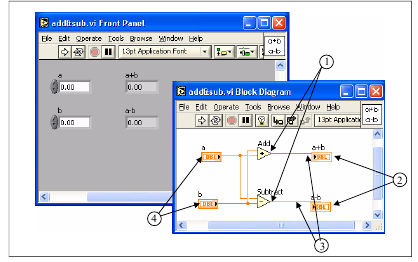 add&sub.vi Front Panel
File Edit Operate Tools Browse Window Help
a+b
a-b
13pt Application Font
a
a+b
0.00
0.00
b
a-b
0.00
0.00
add&sub.vi Block Diagram
File Edit Operate Tools Browse Window Help
a+b
a-b
13pt Applicatio
Add
a
a+b
DBL
DBL
b
Subtract
a-b
DBL
DBL
1
2
3
4